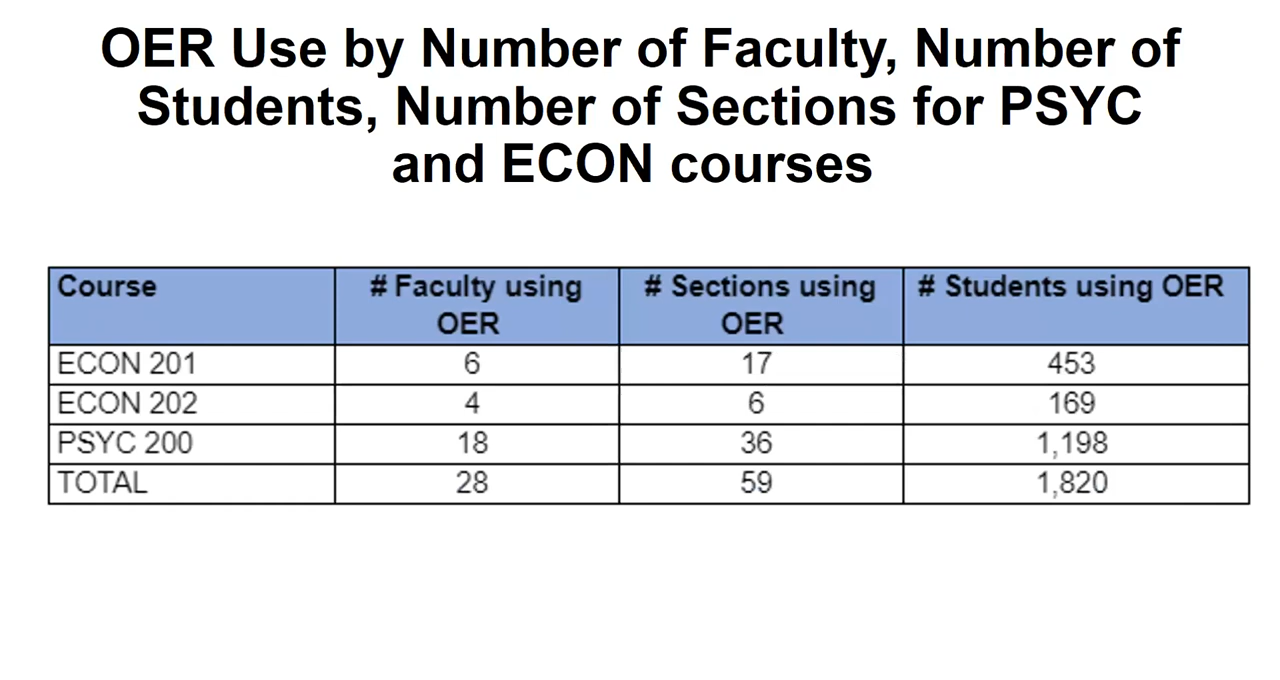 OER Use by Number of Faculty, Number of
Students, Number of Sections for PSYC
and ECON courses
Course # Faculty using OER # Sections using OER # Students using OER
ECON 201 6 17 453
ECON 202 4 6 169
PSYC 200 18 36 1,198
TOTAL 28 59 1,820